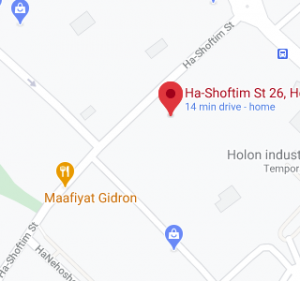 Ha-Shoftim St
Ha-Shoftim St 26, Ho
14 min drive - home
Holon indust
Tempor
Maafiyat Gidron
Ha-Shoftim St
HaNehoshe